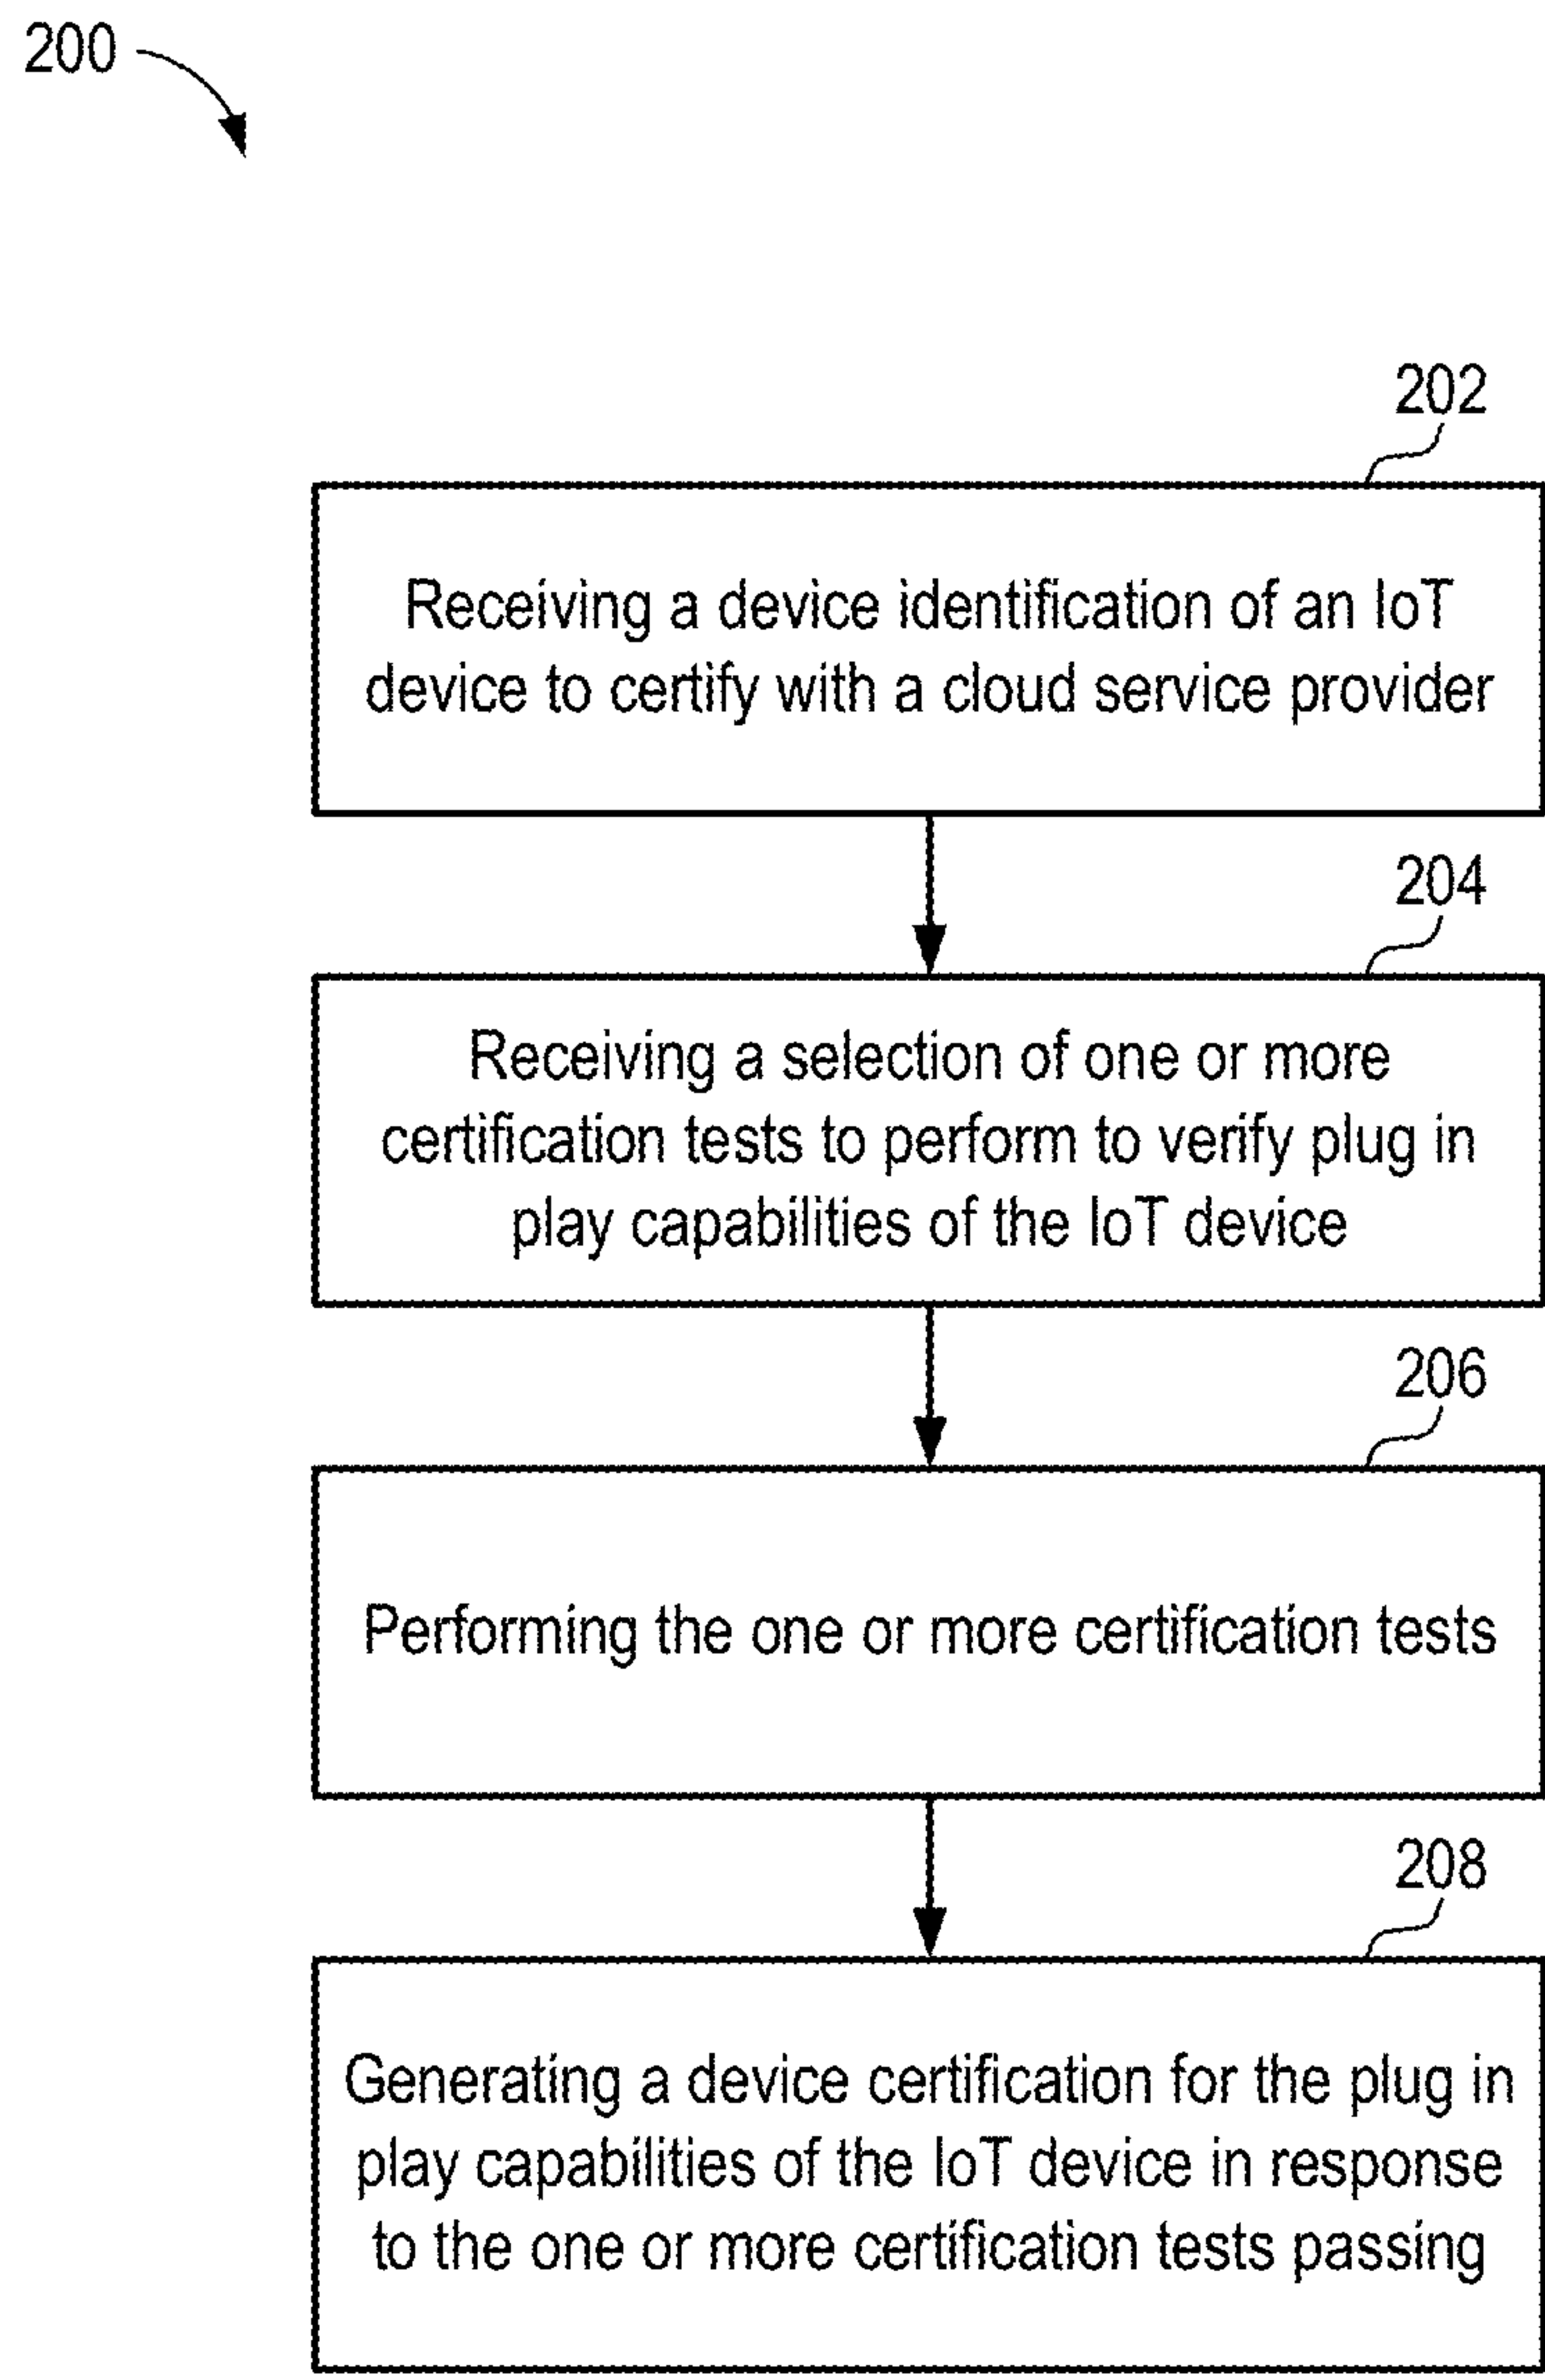 200
202
Receiving a device identification of an IoT
device to certify with a cloud service provider
204
Receiving a selection of one or more
certification tests to perform to verify plug in
play capabilities of the IoT device
206
Performing the one or more certification tests
208
Generating a device certification for the plug in
play capabilities of the IoT device in response
to the one or more certification tests passing